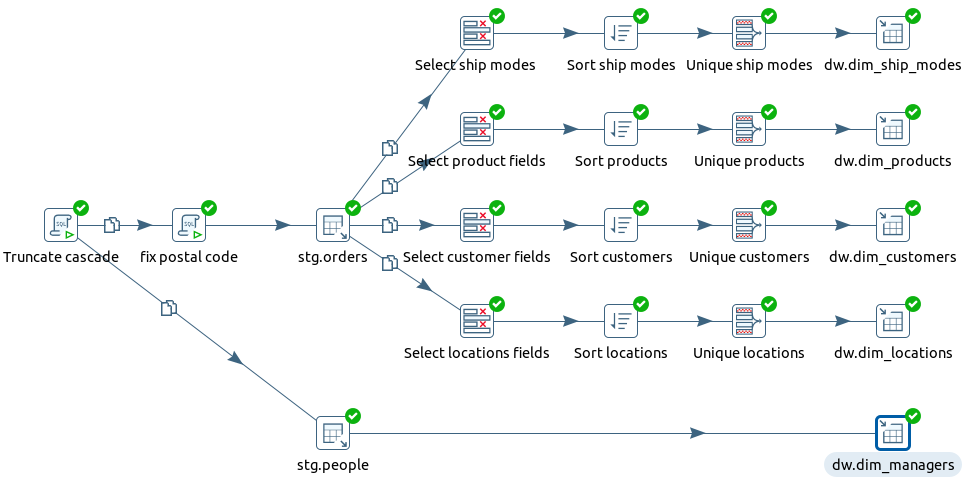 Select ship modes
Sort ship modes
Unique ship modes
dw.dim_ship_modes
Select product fields
Sort products
Unique products
dw.dim_products
SQL
Truncate cascade
SQL
fix postal code
stg.orders
Select customer fields
Sort customers
Unique customers
dw.dim_customers
Select locations fields
Sort locations
Unique locations
dw.dim_locations
stg.people
dw.dim_managers